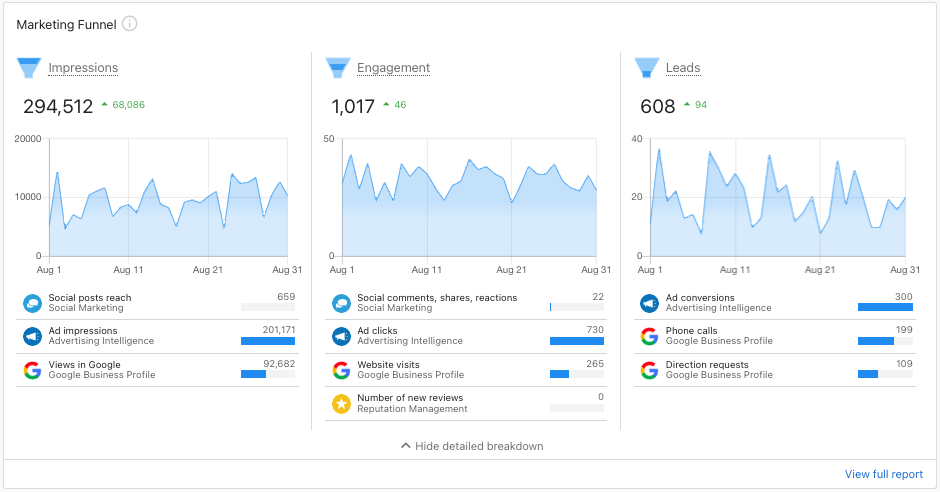 Marketing Funnel
Impressions
294,512 68,086
20000
10000
0
Aug 1 Aug 11 Aug 21 Aug 31
Social posts reach 659
Social Marketing
Ad impressions 201,171
Advertising Intelligence
Views in Google 92,682
Google Business Profile
Engagement
1,017 46
50
0
Aug 1 Aug 11 Aug 21 Aug 31
Social comments, shares, reactions 22
Social Marketing
Ad clicks 730
Advertising Intelligence
Website visits 265
Google Business Profile
Number of new reviews 0
Reputation Management
Leads
608 94
40
20
0
Aug 1 Aug 11 Aug 21 Aug 31
Ad conversions 300
Advertising Intelligence
Phone calls 199
Google Business Profile
Direction requests 109
Google Business Profile
Hide detailed breakdown
View full report